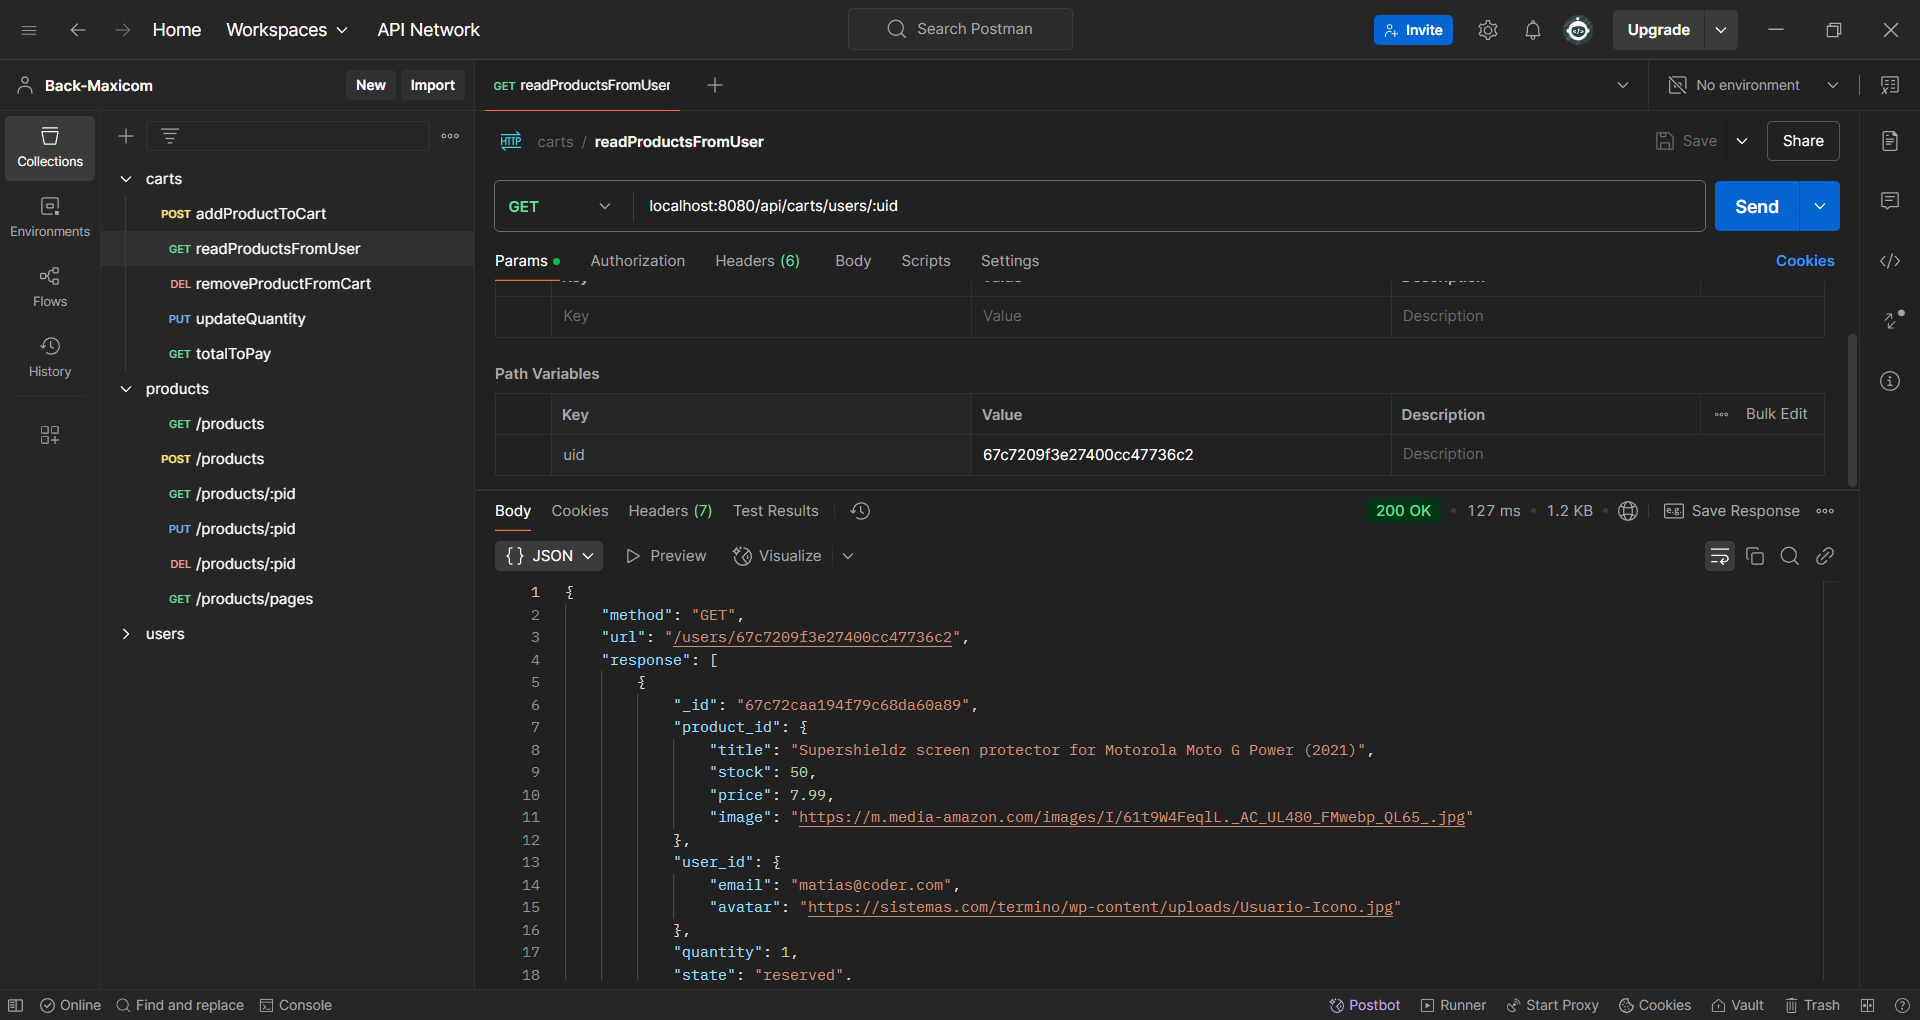 Home Workspaces API Network Search Postman Invite Upgrade
Back-Maxicom New Import GET readProductsFromUser No environment
Collections
Environments
Flows
History
carts
POST addProductToCart
GET readProductsFromUser
DEL removeProductFromCart
PUT updateQuantity
GET totalToPay
products
GET /products
POST /products
GET /products/:pid
PUT /products/:pid
DEL /products/:pid
GET /products/pages
users
HTTP carts / readProductsFromUser Save Share
GET localhost:8080/api/carts/users/:uid Send
Params Authorization Headers (6) Body Scripts Settings Cookies
Key Value Description
Key Value Description
Path Variables
Key Value Description Bulk Edit
uid 67c7209f3e27400cc47736c2 Description
Body Cookies Headers (7) Test Results 200 OK 127 ms 1.2 KB e.g. Save Response
{} JSON Preview Visualize
1 {
2 "method": "GET",
3 "url": "/users/67c7209f3e27400cc47736c2",
4 "response": [
5 {
6 "_id": "67c72caa194f79c68da60a89",
7 "product_id": {
8 "title": "Supershieldz screen protector for Motorola Moto G Power (2021)",
9 "stock": 50,
10 "price": 7.99,
11 "image": "https://m.media-amazon.com/images/I/61t9W4FeqlL._AC_UL480_FMwebp_QL65_.jpg"
12 },
13 "user_id": {
14 "email": "matias@coder.com",
15 "avatar": "https://sistemas.com/termino/wp-content/uploads/Usuario-Icono.jpg"
16 },
17 "quantity": 1,
18 "state": "reserved",
Online Find and replace Console Postbot Runner Start Proxy Cookies Vault Trash